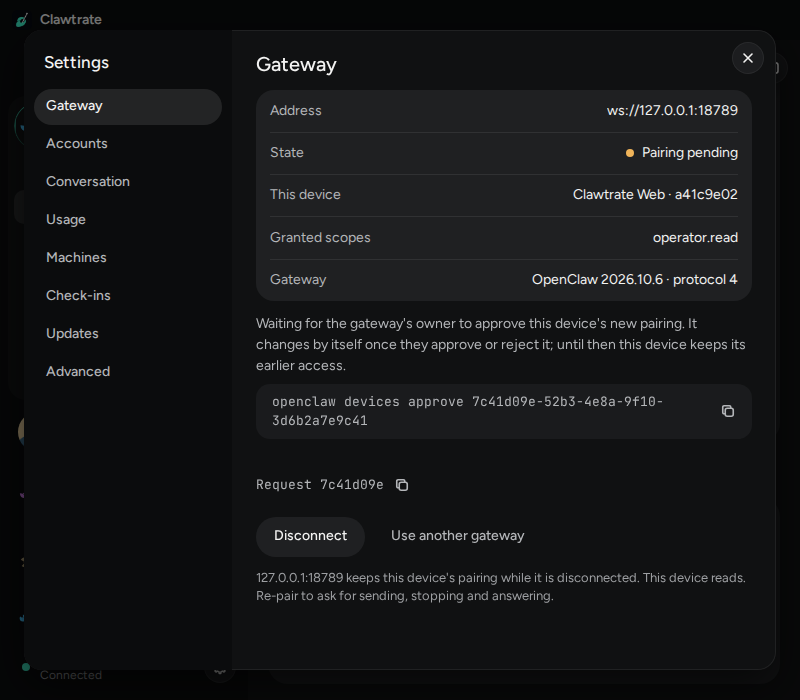 Clawtrate
Settings
Gateway
Accounts
Conversation
Usage
Machines
Check-ins
Updates
Advanced
Gateway
Address ws://127.0.0.1:18789
State Pairing pending
This device Clawtrate Web · a41c9e02
Granted scopes operator.read
Gateway OpenClaw 2026.10.6 · protocol 4
Waiting for the gateway's owner to approve this device's new pairing. It
changes by itself once they approve or reject it; until then this device keeps its
earlier access.
openclaw devices approve 7c41d09e-52b3-4e8a-9f10-
3d6b2a7e9c41
Request 7c41d09e
Disconnect Use another gateway
127.0.0.1:18789 keeps this device's pairing while it is disconnected. This device reads.
Re-pair to ask for sending, stopping and answering.
Connected